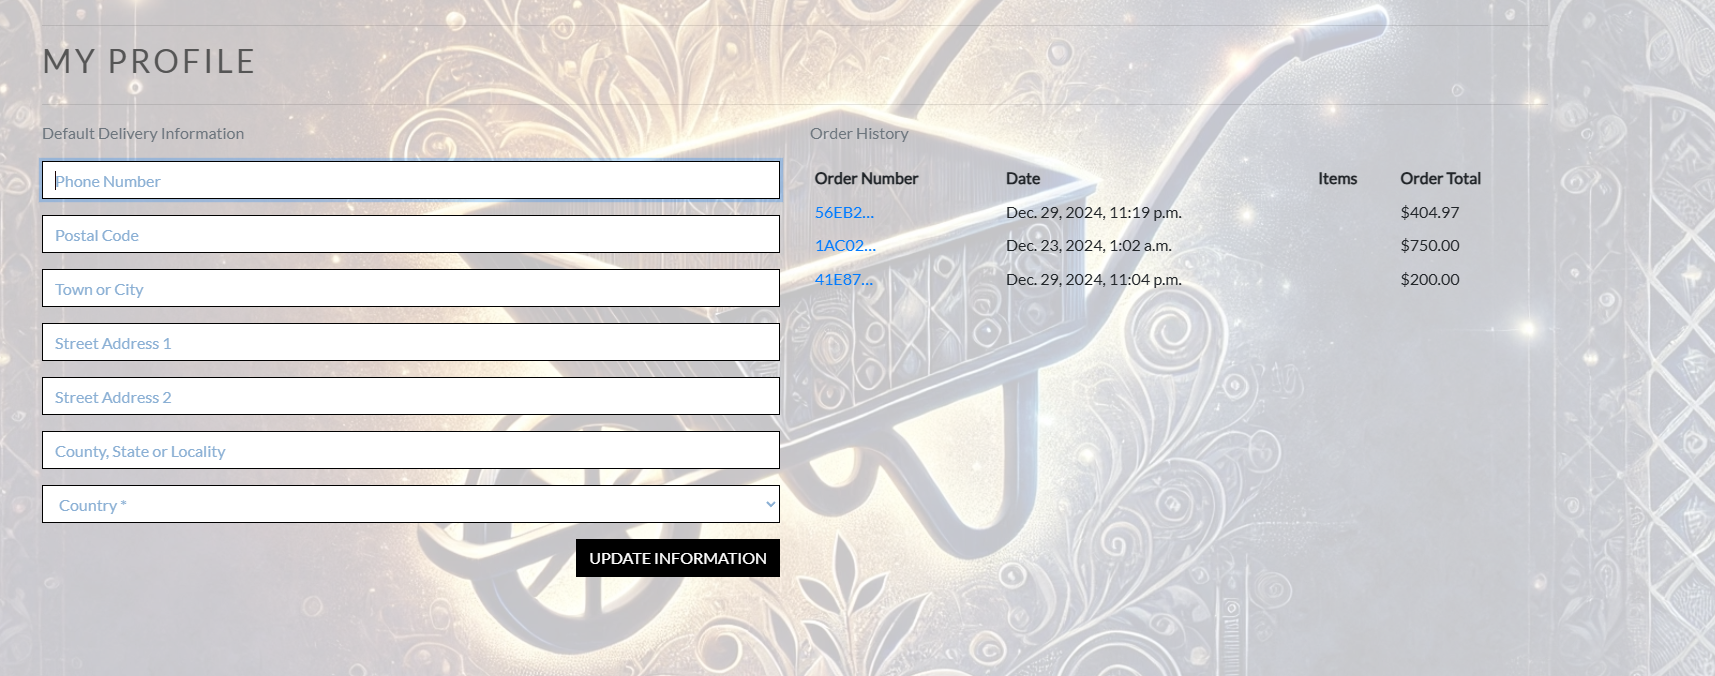 MY PROFILE
Default Delivery Information
Phone Number
Postal Code
Town or City
Street Address 1
Street Address 2
County, State or Locality
Country *
UPDATE INFORMATION
Order History
Order Number Date Items Order Total
56EB2... Dec. 29, 2024, 11:19 p.m. $404.97
1AC02... Dec. 23, 2024, 1:02 a.m. $750.00
41E87... Dec. 29, 2024, 11:04 p.m. $200.00